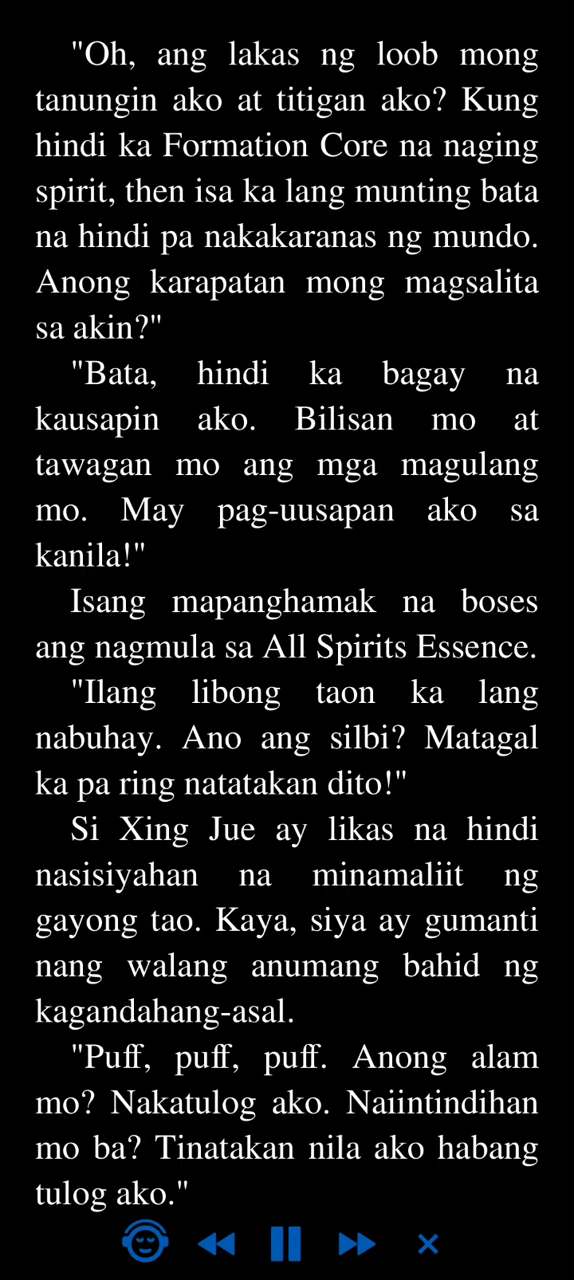 "Oh, ang lakas ng loob mong
tanungin ako at titigan ako? Kung
hindi ka Formation Core na naging
spirit, then isa ka lang munting bata
na hindi pa nakakaranas ng mundo.
Anong karapatan mong magsalita
sa akin?"
"Bata, hindi ka bagay na
kausapin ako. Bilisan mo at
tawagan mo ang mga magulang
mo. May pag-uusapan ako sa
kanila!"
Isang mapanghamak na boses
ang nagmula sa All Spirits Essence.
"Ilang libong taon ka lang
nabuhay. Ano ang silbi? Matagal
ka pa ring natatakan dito!"
Si Xing Jue ay likas na hindi
nasisiyahan na minamaliit ng
gayong tao. Kaya, siya ay gumanti
nang walang anumang bahid ng
kagandahang-asal.
"Puff, puff, puff. Anong alam
mo? Nakatulog ako. Naiintindihan
mo ba? Tinatakan nila ako habang
tulog ako."